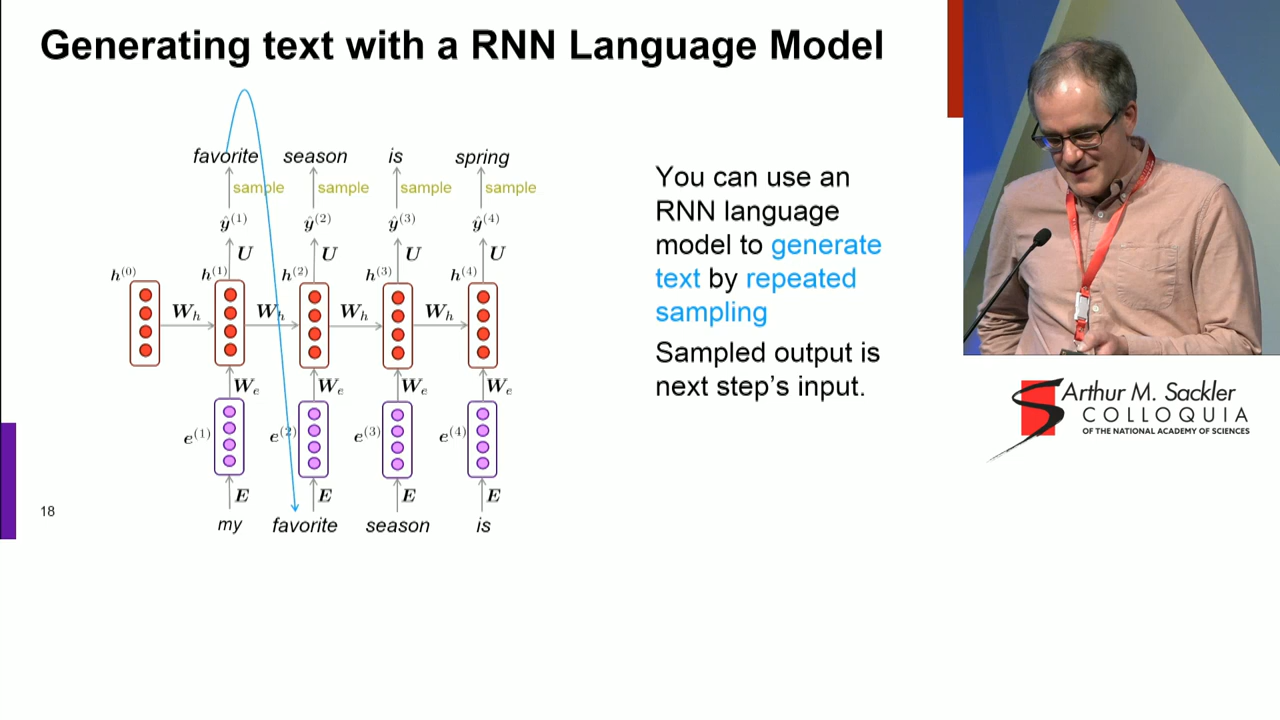 Generating text with a RNN Language Model
favorite season is spring
sample sample sample sample
ŷ⁽¹⁾ ŷ⁽²⁾ ŷ⁽³⁾ ŷ⁽⁴⁾
U U U U
h⁽⁰⁾ h⁽¹⁾ h⁽²⁾ h⁽³⁾ h⁽⁴⁾
Wₕ Wₕ Wₕ Wₕ
Wₑ Wₑ Wₑ Wₑ
e⁽¹⁾ e⁽²⁾ e⁽³⁾ e⁽⁴⁾
E E E E
my favorite season is
18
You can use an
RNN language
model to generate
text by repeated
sampling
Sampled output is
next step's input.
Arthur M. Sackler
COLLOQUIA
OF THE NATIONAL ACADEMY OF SCIENCES